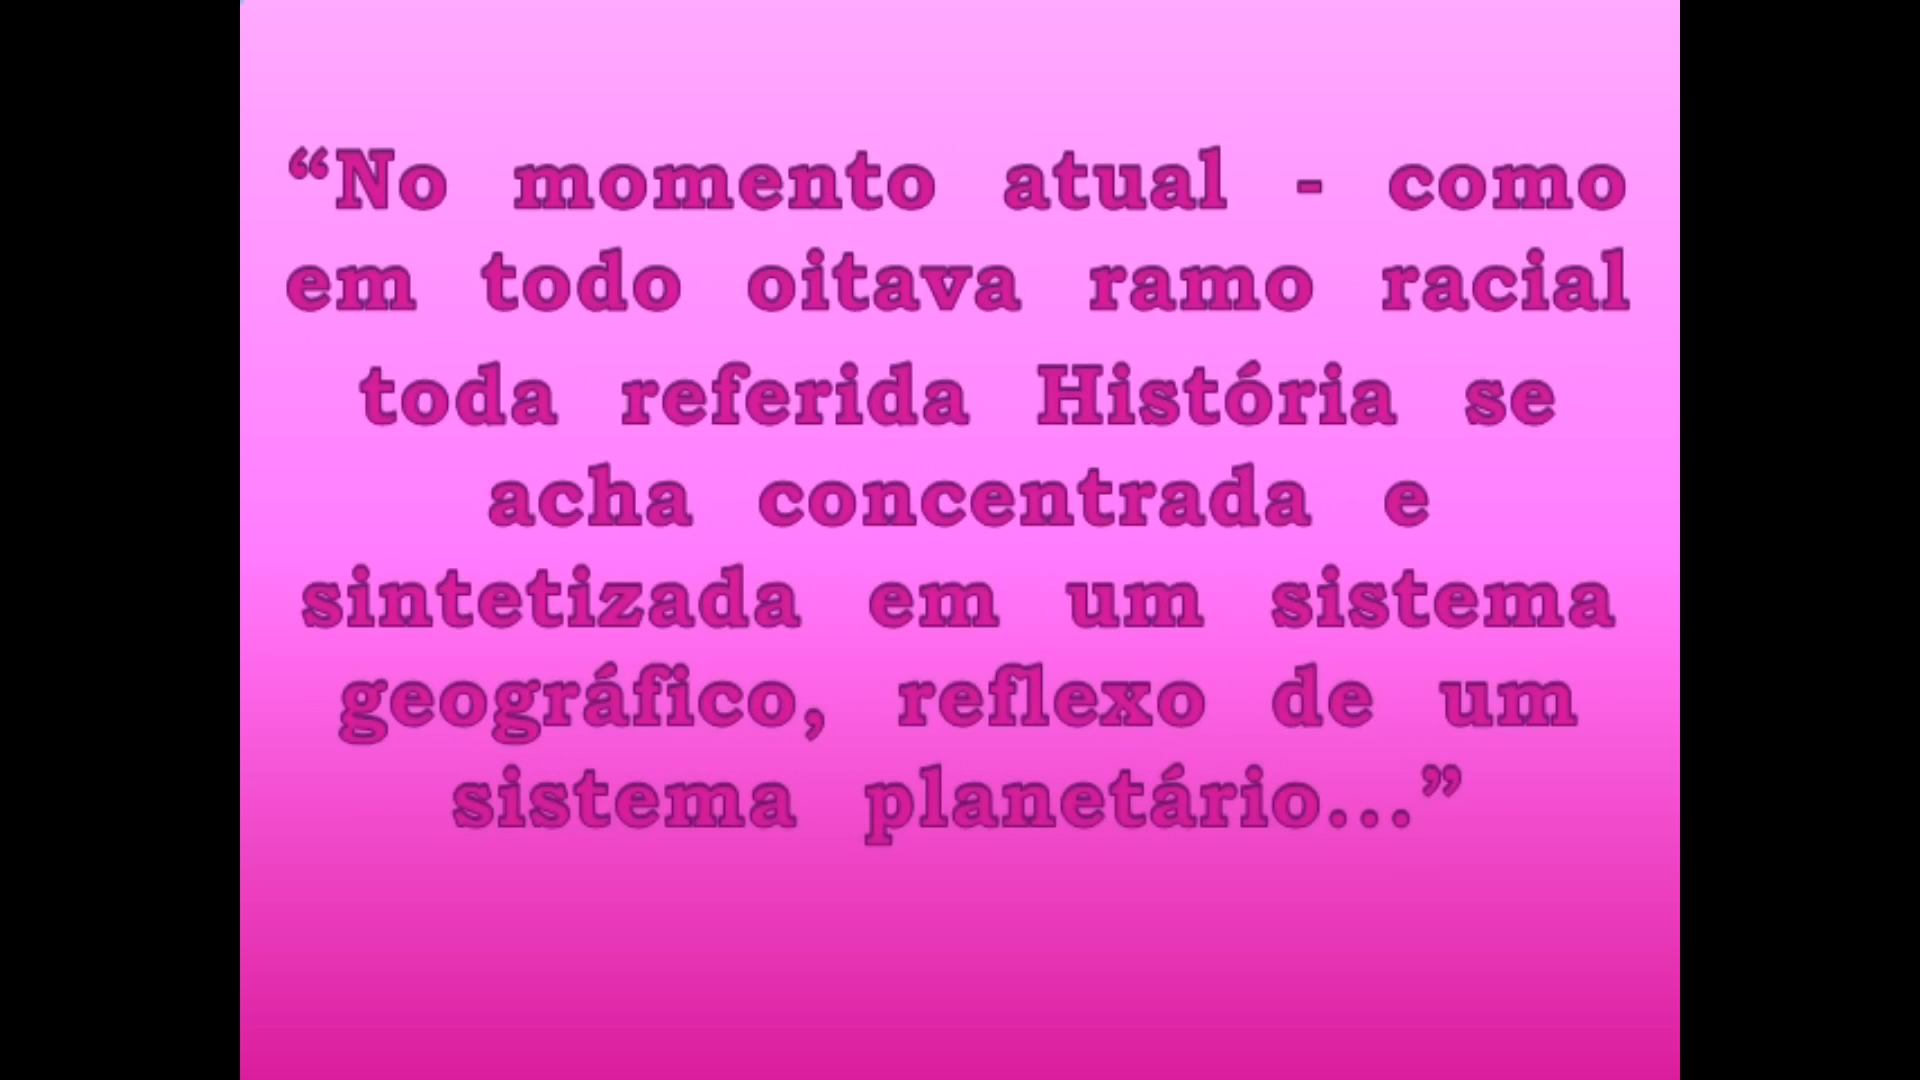 “No momento atual - como
em todo oitava ramo racial
toda referida História se
acha concentrada e
sintetizada em um sistema
geográfico, reflexo de um
sistema planetário...”